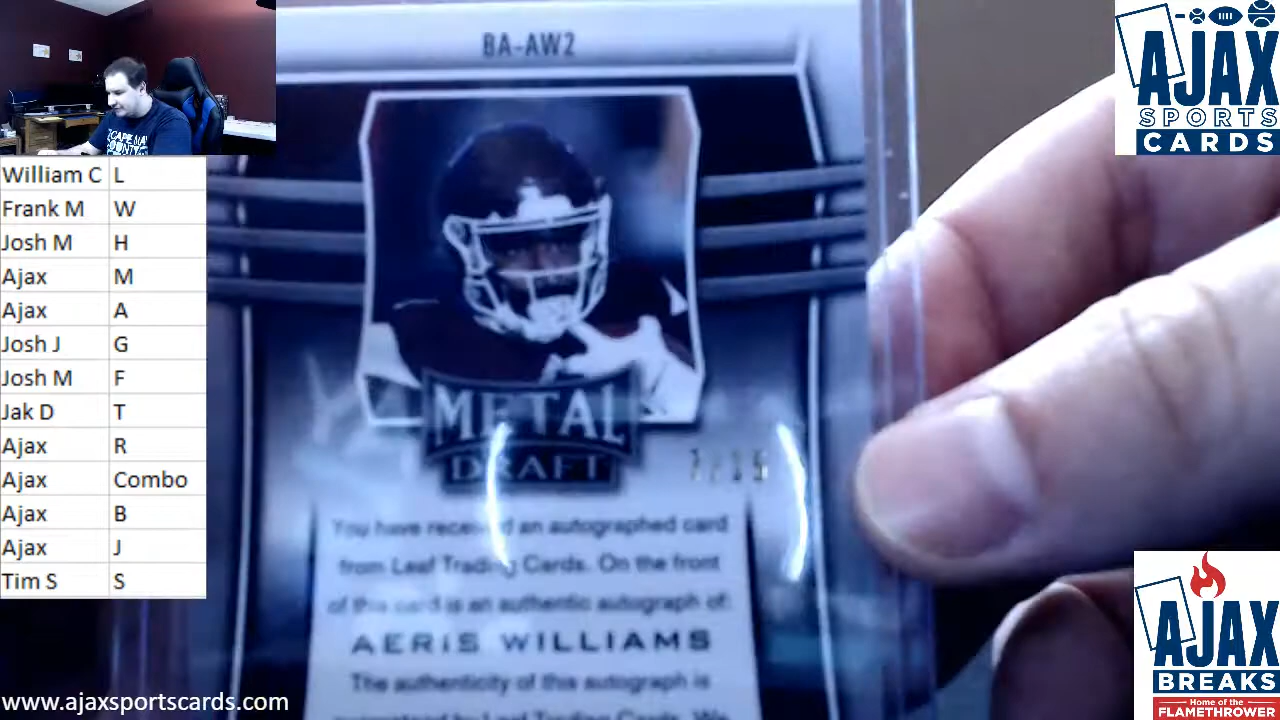 BA-AW2
AJAX
SPORTS
CARDS
William C L
Frank M W
Josh M H
Ajax M
Ajax A
Josh J G
Josh M F
Jak D T
Ajax R
Ajax Combo
Ajax B
Ajax J
Tim S S
METAL
DRAFT
7/15
You have received an autographed card
from Leaf Trading Cards. On the front
of this card is an authentic autograph of:
AERIS WILLIAMS
The authenticity of this autograph is
www.ajaxsportscards.com
AJAX
BREAKS
Home of the
FLAMETHROWER